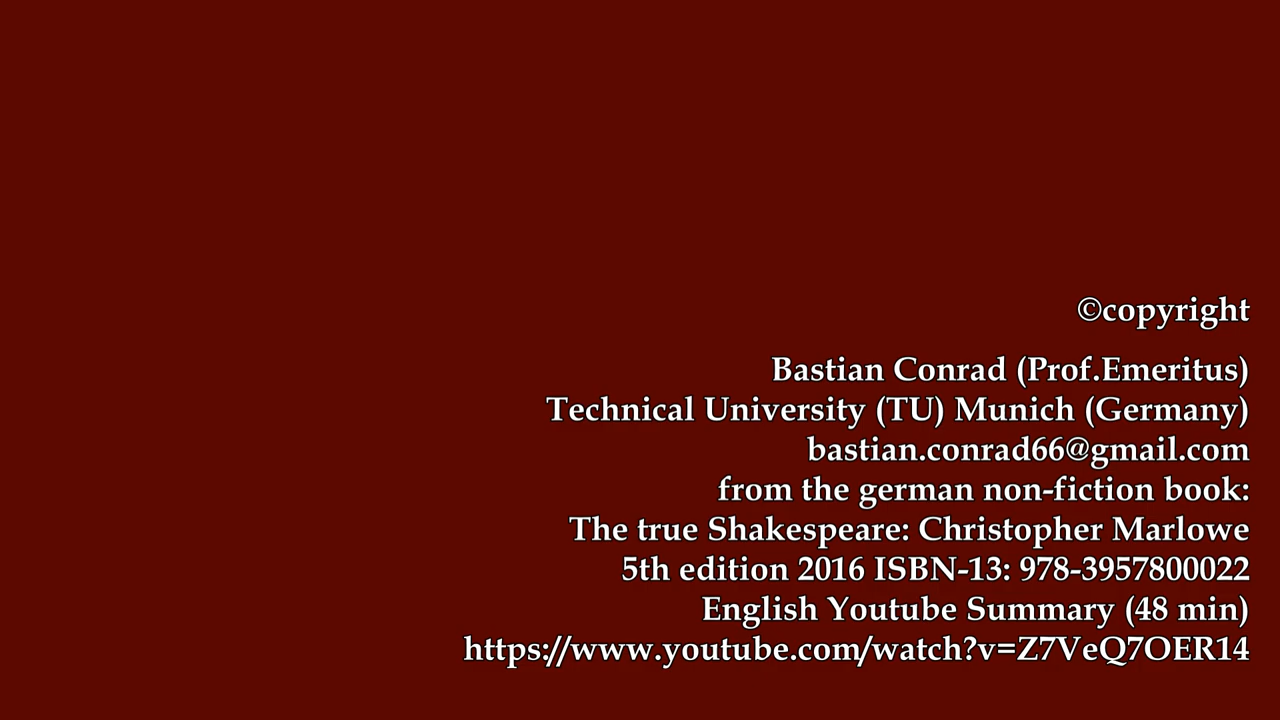 ©copyright
Bastian Conrad (Prof.Emeritus)
Technical University (TU) Munich (Germany)
bastian.conrad66@gmail.com
from the german non-fiction book:
The true Shakespeare: Christopher Marlowe
5th edition 2016 ISBN-13: 978-3957800022
English Youtube Summary (48 min)
https://www.youtube.com/watch?v=Z7VeQ7OER14